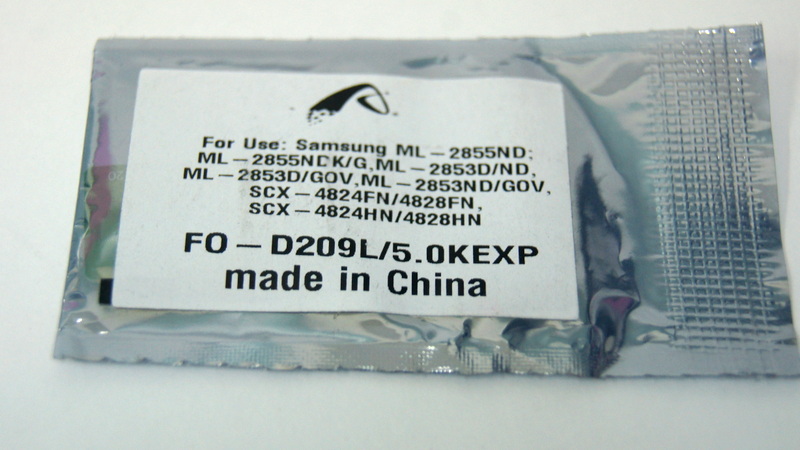 For Use: Samsung ML-2855ND;
ML-2855NDK/G,ML-2853D/ND,
ML-2853D/GOV,ML-2853ND/GOV,
SCX-4824FN/4828FN,
SCX-4824HN/4828HN
FO-D209L/5.0KEXP
made in China